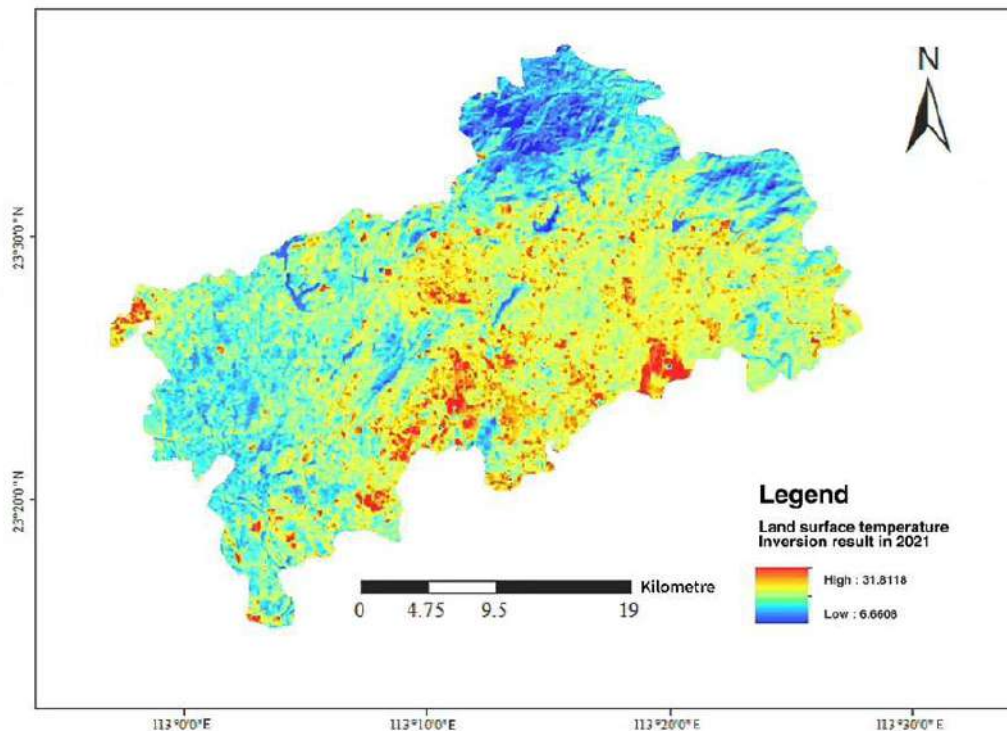 N
23°30'0"N
23°20'0"N
Legend
Land surface temperature
Inversion result in 2021
High : 31.8118
Low : 6.6608
Kilometre
0 4.75 9.5 19
113°0'0"E 113°10'0"E 113°20'0"E 113°30'0"E